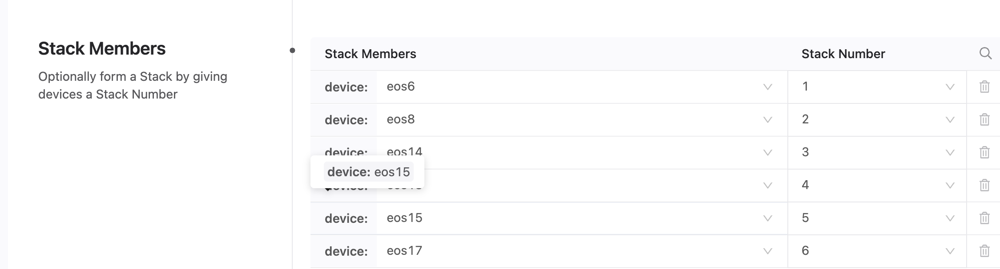 Stack Members
Optionally form a Stack by giving
devices a Stack Number
Stack Members Stack Number
device: eos6 1
device: eos8 2
device: eos14 3
device: eos15
4
device: eos15 5
device: eos17 6